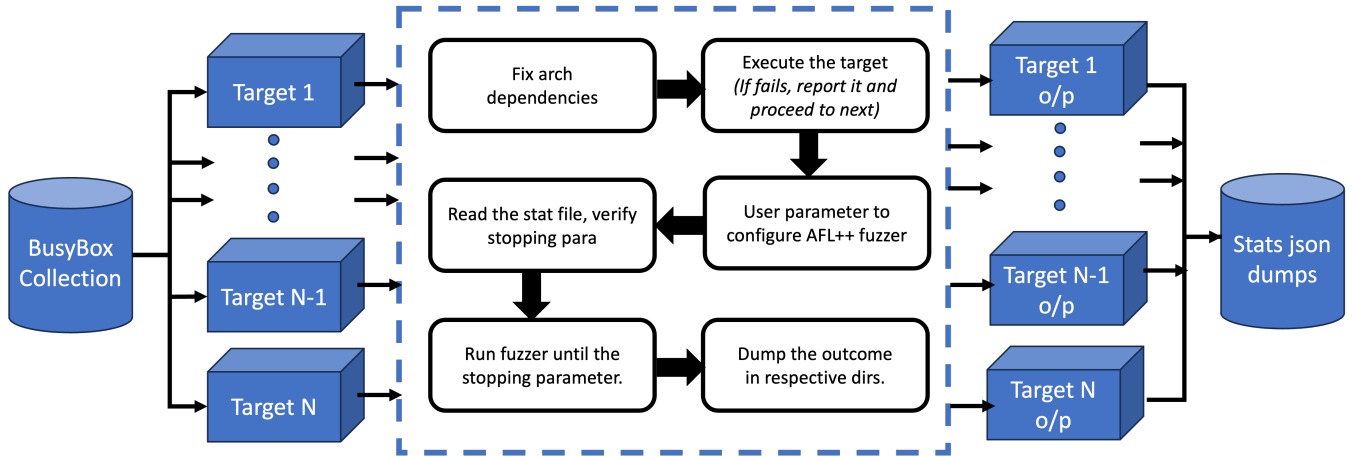 BusyBox
Collection
Target 1
Target N-1
Target N
Fix arch
dependencies
Execute the target
(If fails, report it and
proceed to next)
Read the stat file, verify
stopping para
User parameter to
configure AFL++ fuzzer
Run fuzzer until the
stopping parameter.
Dump the outcome
in respective dirs.
Target 1
o/p
Target N-1
o/p
Target N
o/p
Stats json
dumps